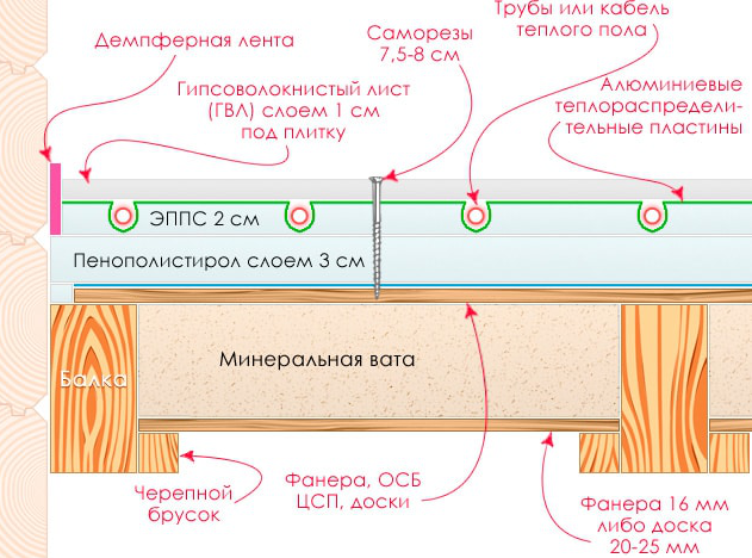 Трубы или кабель
теплого пола
Демпферная лента
Саморезы
7,5-8 см
Гипсоволокнистый лист
(ГВЛ) слоем 1 см
под плитку
Алюминиевые
теплораспредели-
тельные пластины
ЭППС 2 см
Пенополистирол слоем 3 см
Минеральная вата
Балка
Черепной
брусок
Фанера, ОСБ
ЦСП, доски
Фанера 16 мм
либо доска
20-25 мм